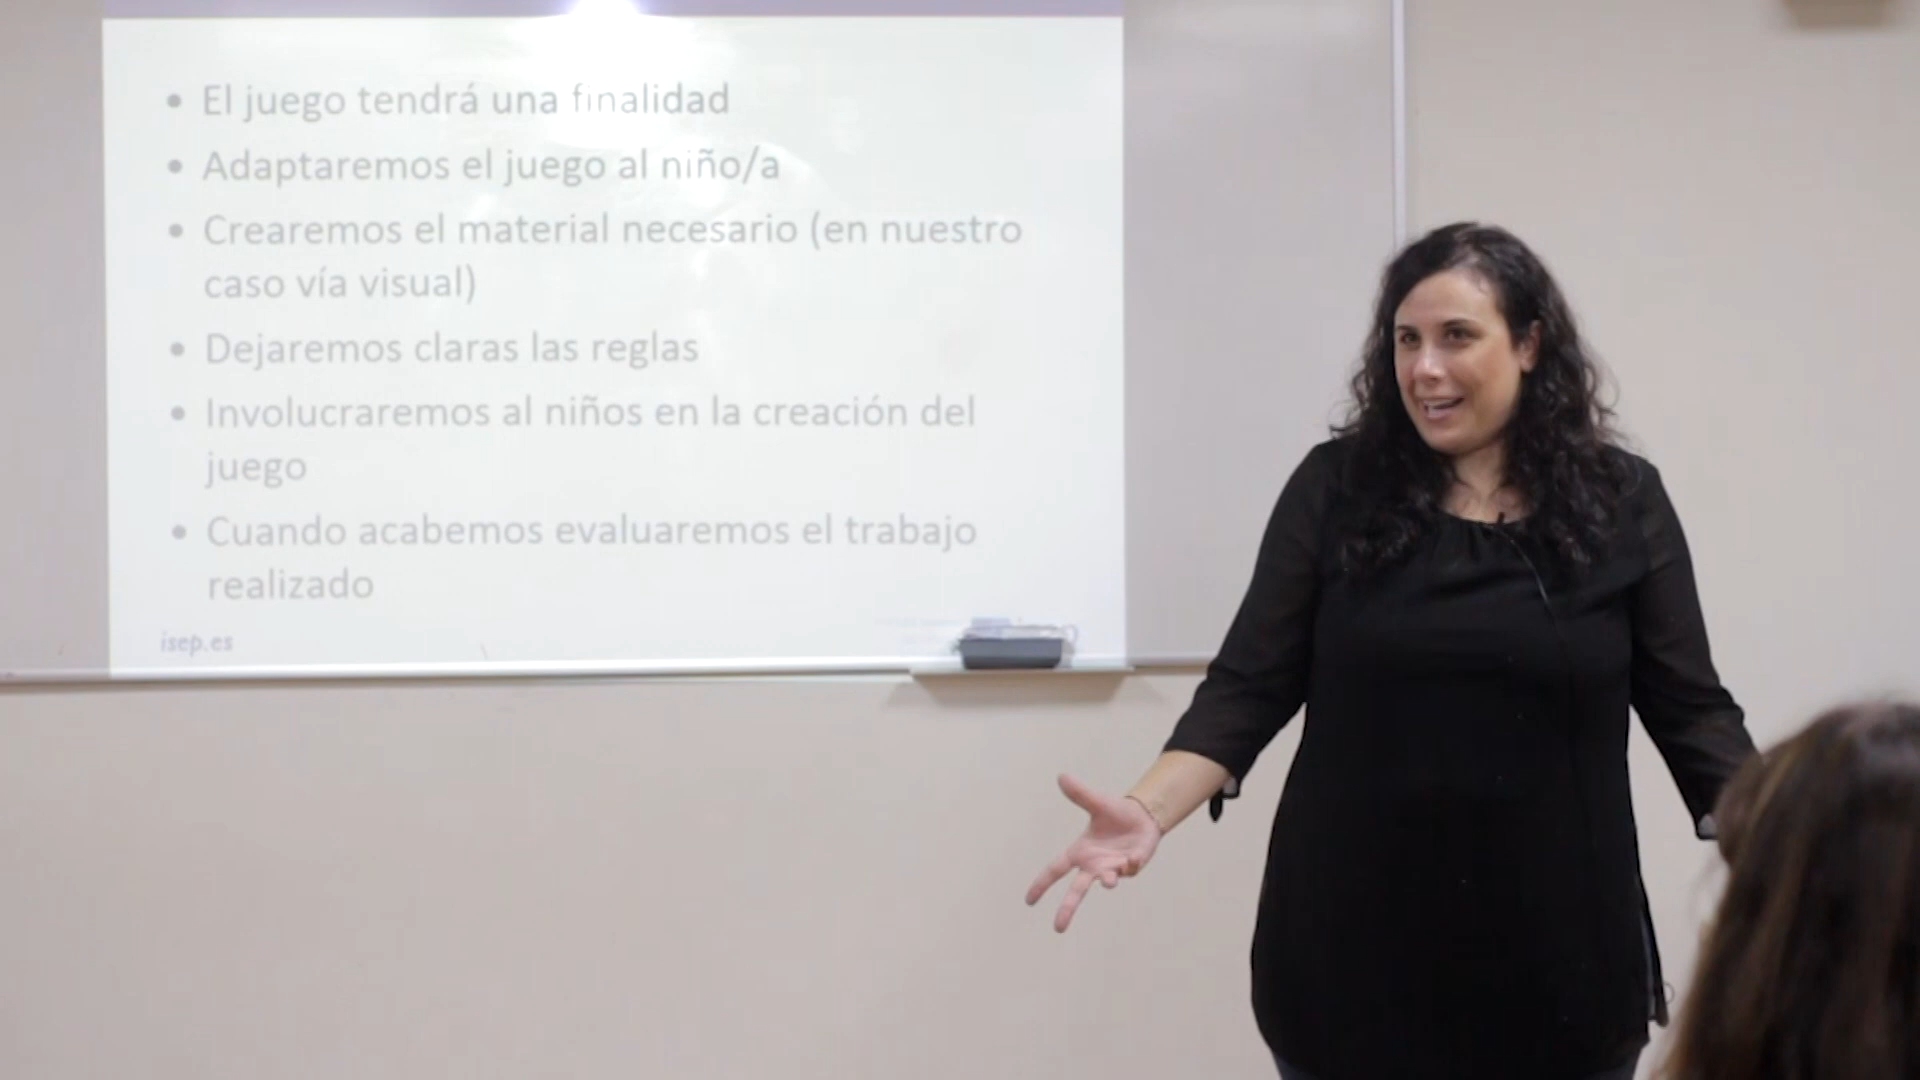 • El juego tendrá una finalidad
• Adaptaremos el juego al niño/a
• Crearemos el material necesario (en nuestro
caso vía visual)
• Dejaremos claras las reglas
• Involucraremos al niños en la creación del
juego
• Cuando acabemos evaluaremos el trabajo
realizado
isep.es